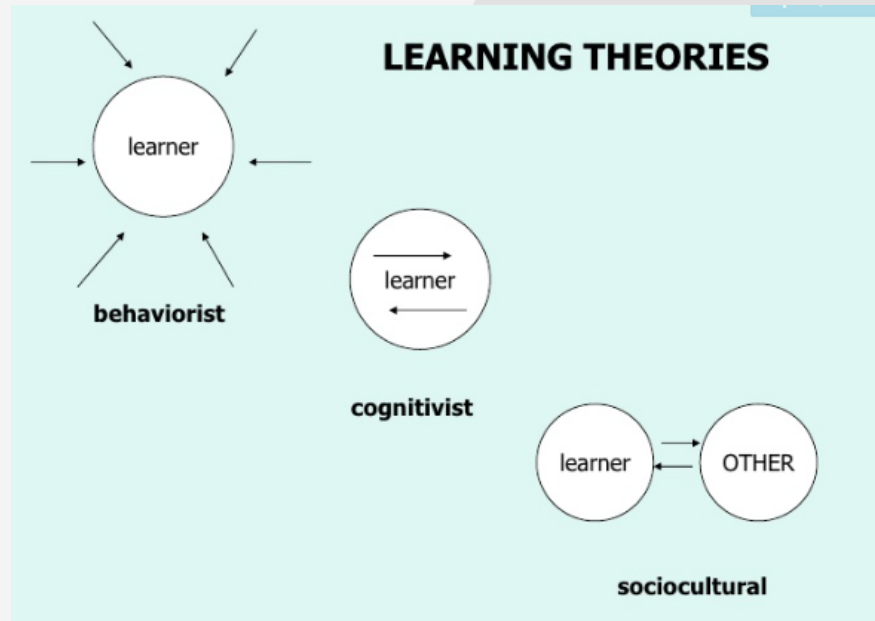 LEARNING THEORIES
learner
behaviorist
learner
cognitivist
learner
OTHER
sociocultural